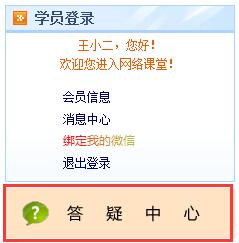 学员登录
王小二，您好！
欢迎您进入网络课堂！
会员信息
消息中心
绑定我的微信
退出登录
? 答 疑 中 心